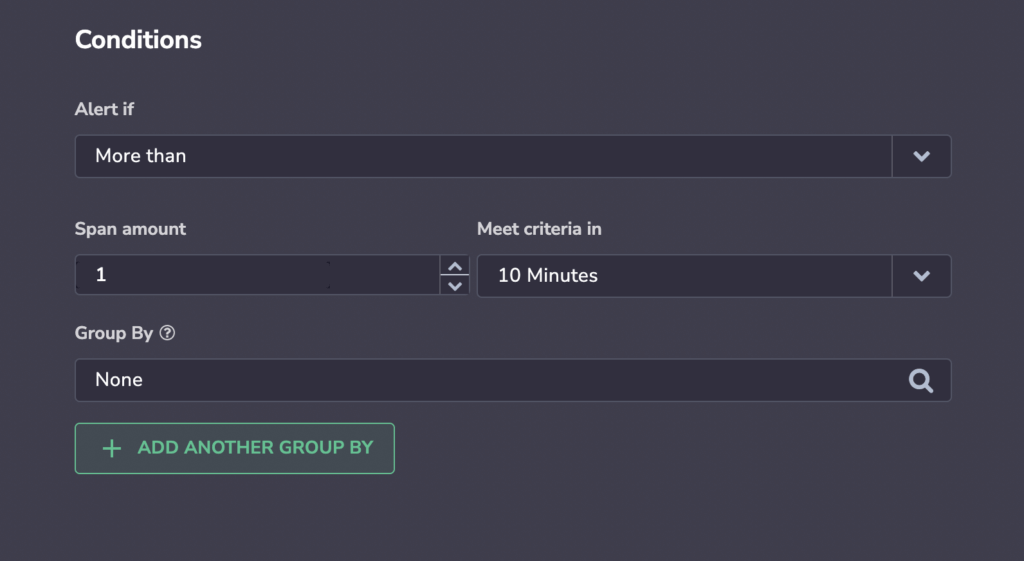 Conditions
Alert if
More than
Span amount
Meet criteria in
1
10 Minutes
Group By
None
ADD ANOTHER GROUP BY